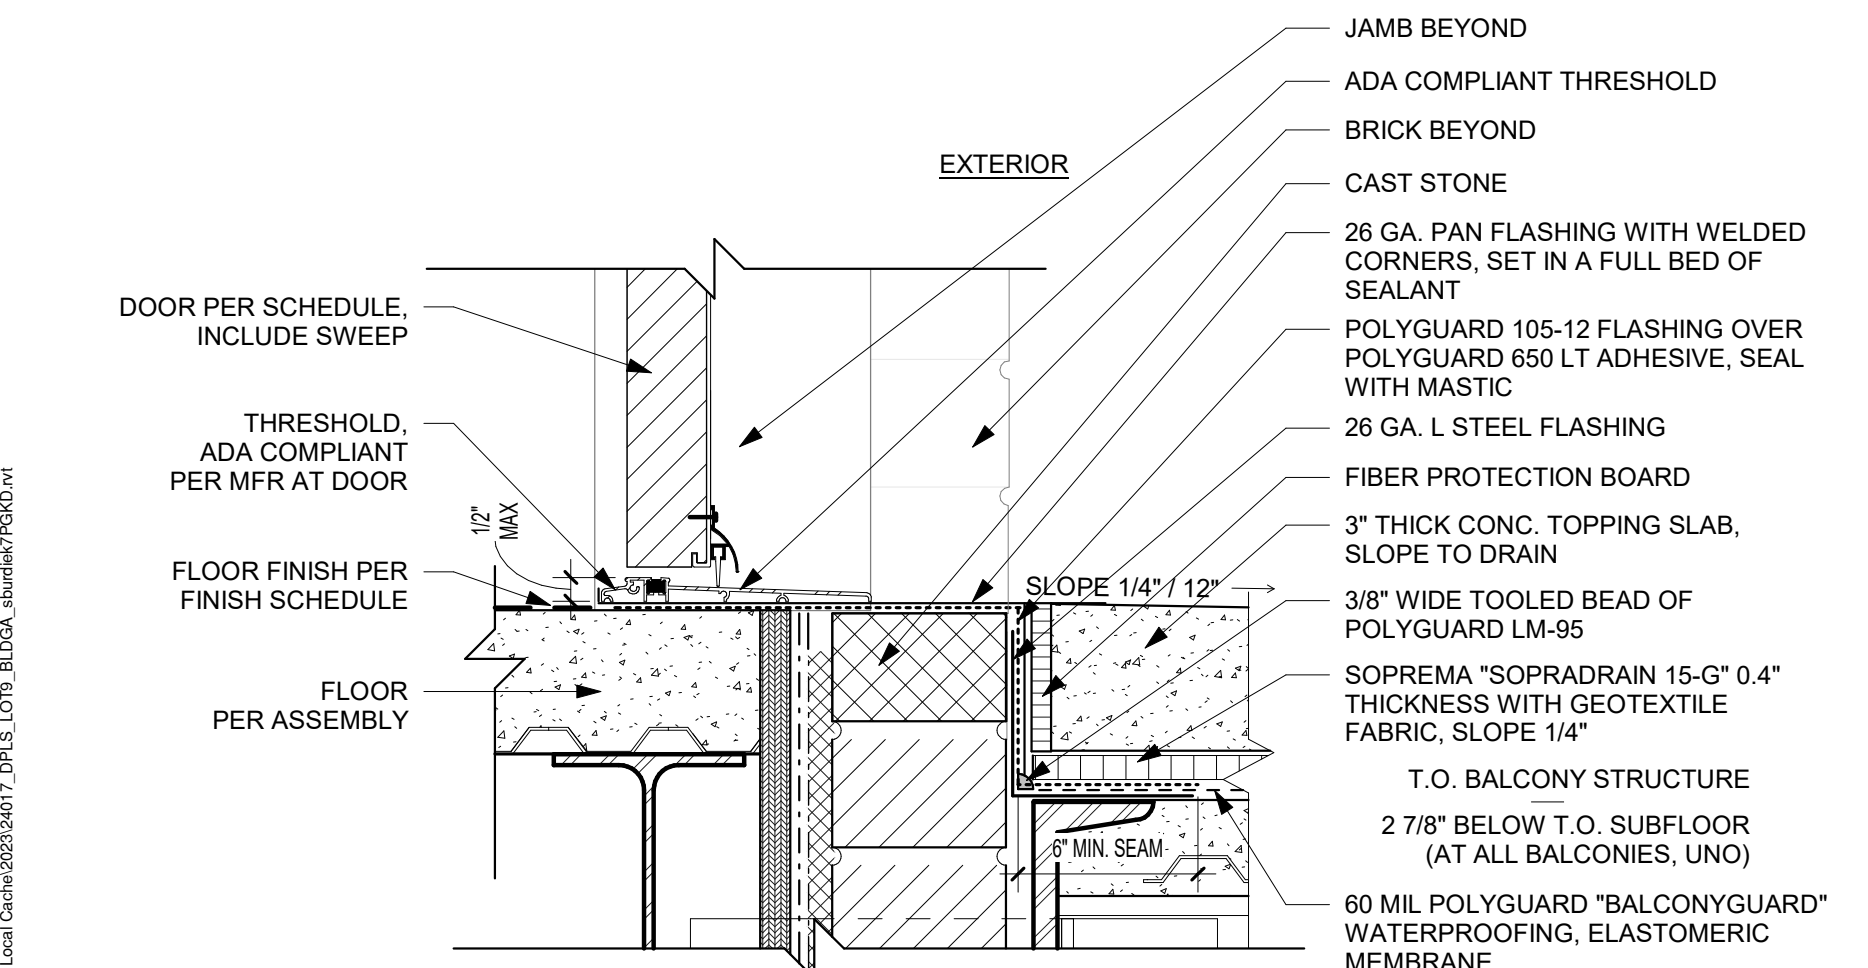 JAMB BEYOND
ADA COMPLIANT THRESHOLD
BRICK BEYOND
EXTERIOR
CAST STONE
26 GA. PAN FLASHING WITH WELDED
CORNERS, SET IN A FULL BED OF
SEALANT
DOOR PER SCHEDULE,
INCLUDE SWEEP
POLYGUARD 105-12 FLASHING OVER
POLYGUARD 650 LT ADHESIVE, SEAL
WITH MASTIC
THRESHOLD,
ADA COMPLIANT
PER MFR AT DOOR
26 GA. L STEEL FLASHING
FIBER PROTECTION BOARD
1/2"
MAX
3" THICK CONC. TOPPING SLAB,
SLOPE TO DRAIN
FLOOR FINISH PER
FINISH SCHEDULE
SLOPE 1/4" / 12"
3/8" WIDE TOOLED BEAD OF
POLYGUARD LM-95
FLOOR
PER ASSEMBLY
SOPREMA "SOPRADRAIN 15-G" 0.4"
THICKNESS WITH GEOTEXTILE
FABRIC, SLOPE 1/4"
T.O. BALCONY STRUCTURE
2 7/8" BELOW T.O. SUBFLOOR
(AT ALL BALCONIES, UNO)
6" MIN. SEAM
60 MIL POLYGUARD "BALCONYGUARD"
WATERPROOFING, ELASTOMERIC
MEMBRANE
Local Cache\2023\24017_DPLS_LOT9_BLDGA_sburdiek7PGKD.rvt